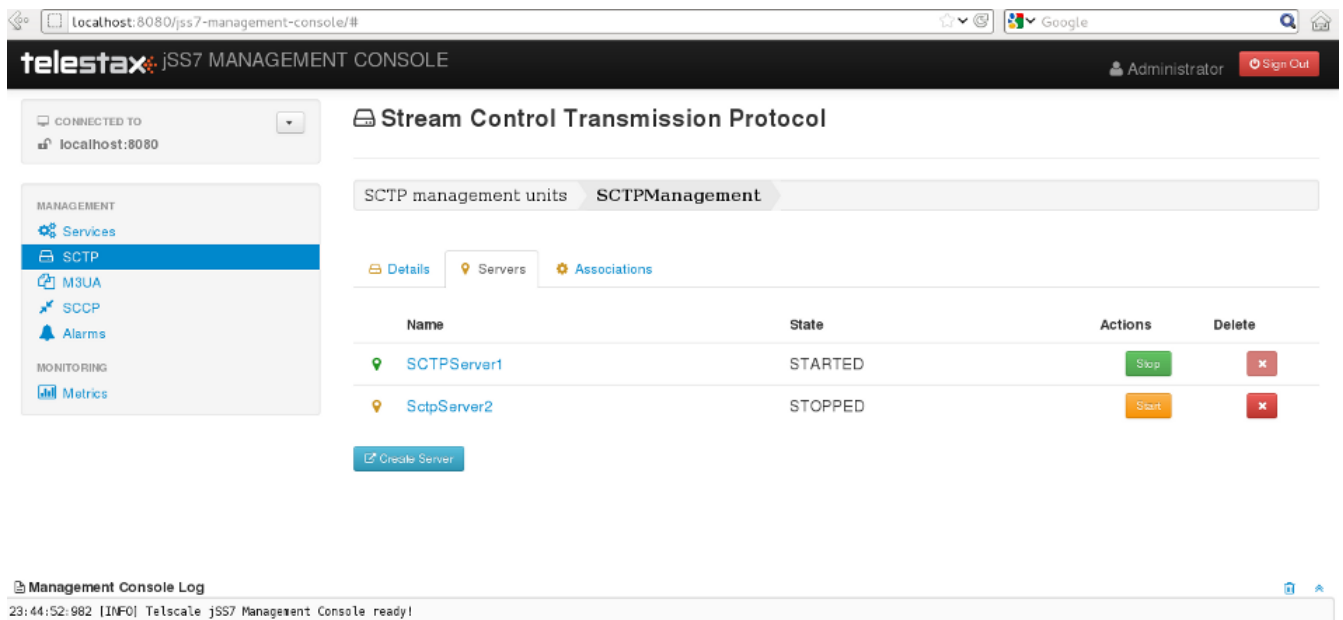 localhost:8080/jss7-management-console/#
Google
telestax jSS7 MANAGEMENT CONSOLE
Administrator
Sign Out
CONNECTED TO
localhost:8080
Stream Control Transmission Protocol
SCTP management units SCTPManagement
MANAGEMENT
Services
SCTP
M3UA
SCCP
Alarms
MONITORING
Metrics
Details Servers Associations
Name State Actions Delete
SCTPServer1 STARTED Stop
SctpServer2 STOPPED Start
Create Server
Management Console Log
23:44:52:982 [INFO] Telscale jSS7 Management Console ready!